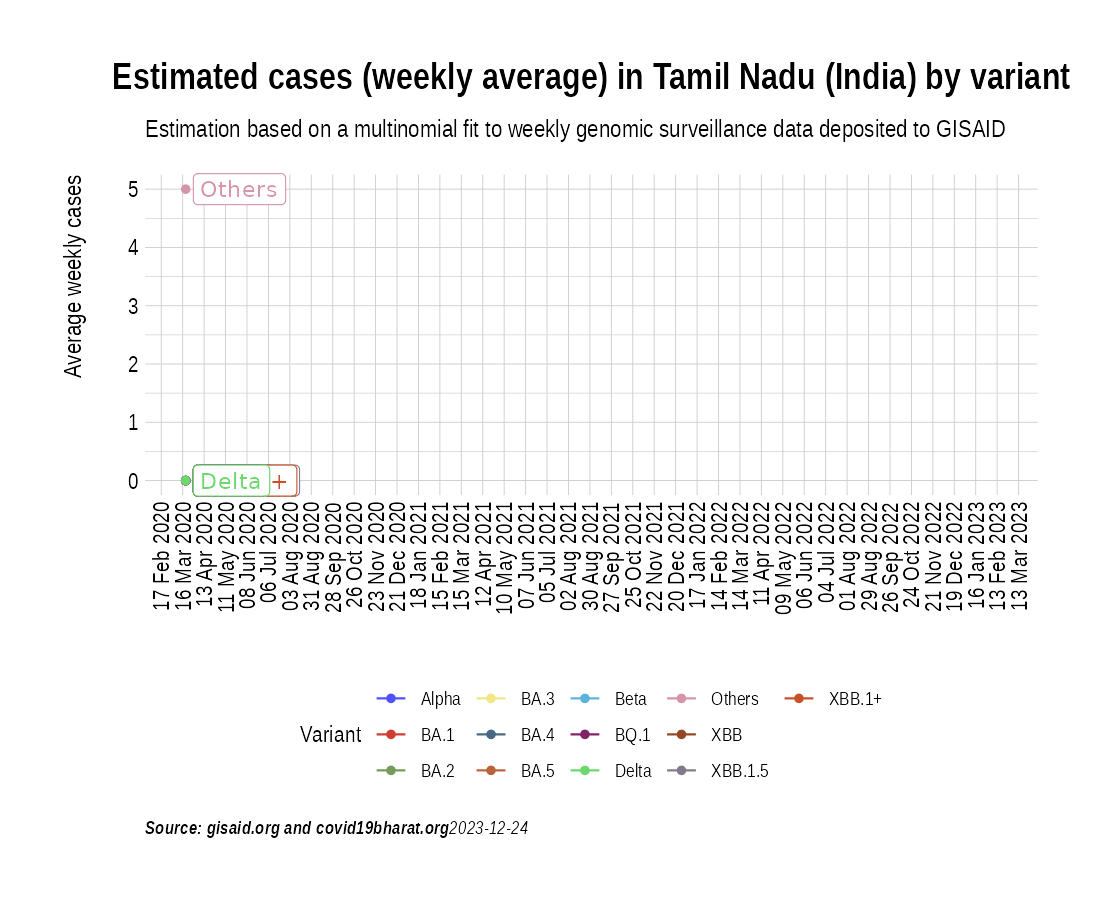 Estimated cases (weekly average) in Tamil Nadu (India) by variant
Estimation based on a multinomial fit to weekly genomic surveillance data deposited to GISAID
Average weekly cases
5
4
3
2
1
0
Others
Delta
+
17 Feb 2020
16 Mar 2020
13 Apr 2020
11 May 2020
08 Jun 2020
06 Jul 2020
03 Aug 2020
31 Aug 2020
28 Sep 2020
26 Oct 2020
23 Nov 2020
21 Dec 2020
18 Jan 2021
15 Feb 2021
15 Mar 2021
12 Apr 2021
10 May 2021
07 Jun 2021
05 Jul 2021
02 Aug 2021
30 Aug 2021
27 Sep 2021
25 Oct 2021
22 Nov 2021
20 Dec 2021
17 Jan 2022
14 Feb 2022
14 Mar 2022
11 Apr 2022
09 May 2022
06 Jun 2022
04 Jul 2022
01 Aug 2022
29 Aug 2022
26 Sep 2022
24 Oct 2022
21 Nov 2022
19 Dec 2022
16 Jan 2023
13 Feb 2023
13 Mar 2023
Variant
Alpha
BA.1
BA.2
BA.3
BA.4
BA.5
Beta
BQ.1
Delta
Others
XBB
XBB.1.5
XBB.1+
Source: gisaid.org and covid19bharat.org2023-12-24